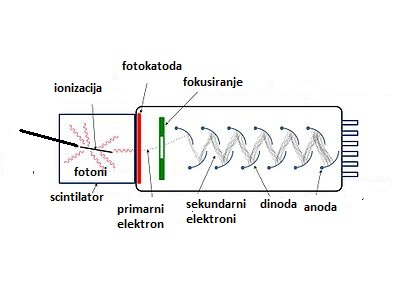 fotokatoda
fokusiranje
ionizacija
fotoni
scintilator
primarni
elektron
sekundarni
elektroni
dinoda
anoda